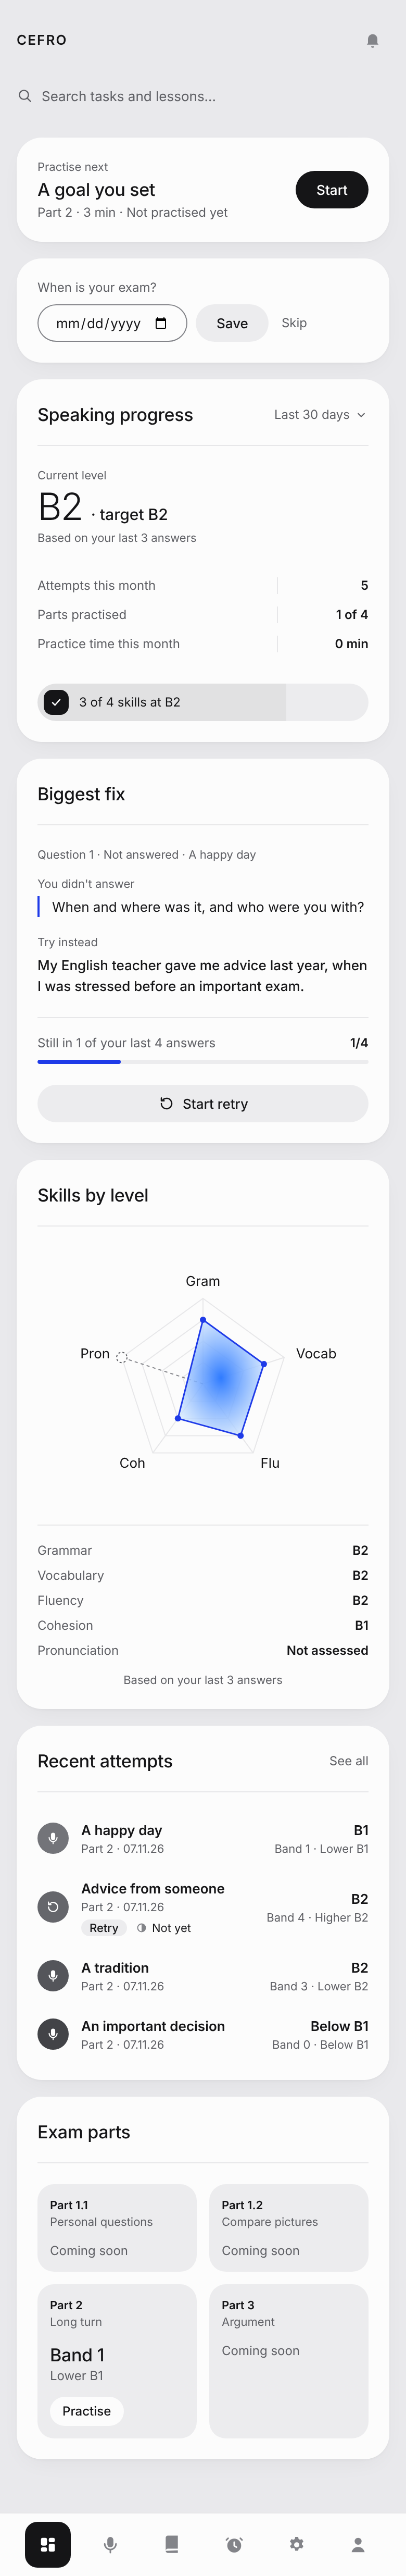 CEFRO
Search tasks and lessons...
Practise next
A goal you set
Part 2 · 3 min · Not practised yet
Start
When is your exam?
mm/dd/yyyy
Save
Skip
Speaking progress
Last 30 days
Current level
B2 · target B2
Based on your last 3 answers
Attempts this month 5
Parts practised 1 of 4
Practice time this month 0 min
3 of 4 skills at B2
Biggest fix
Question 1 · Not answered · A happy day
You didn't answer
When and where was it, and who were you with?
Try instead
My English teacher gave me advice last year, when
I was stressed before an important exam.
Still in 1 of your last 4 answers 1/4
Start retry
Skills by level
Gram
Pron
Vocab
Coh
Flu
Grammar B2
Vocabulary B2
Fluency B2
Cohesion B1
Pronunciation Not assessed
Based on your last 3 answers
Recent attempts
See all
A happy day B1
Part 2 · 07.11.26 Band 1 · Lower B1
Advice from someone B2
Part 2 · 07.11.26 Band 4 · Higher B2
Retry Not yet
A tradition B2
Part 2 · 07.11.26 Band 3 · Lower B2
An important decision Below B1
Part 2 · 07.11.26 Band 0 · Below B1
Exam parts
Part 1.1
Personal questions
Coming soon
Part 1.2
Compare pictures
Coming soon
Part 2
Long turn
Band 1
Lower B1
Practise
Part 3
Argument
Coming soon